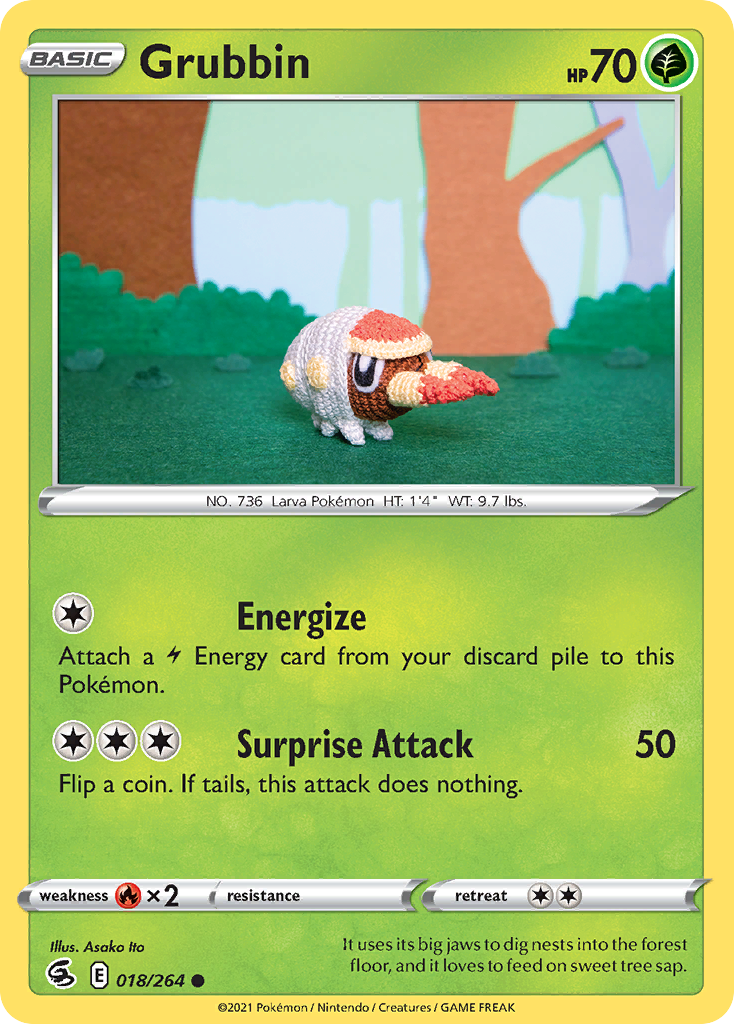 BASIC Grubbin HP70
NO. 736 Larva Pokémon HT: 1'4" WT: 9.7 lbs.
Energize
Attach a Energy card from your discard pile to this
Pokémon.
Surprise Attack 50
Flip a coin. If tails, this attack does nothing.
weakness ×2 resistance retreat
Illus. Asako Ito
It uses its big jaws to dig nests into the forest
floor, and it loves to feed on sweet tree sap.
E 018/264
©2021 Pokémon / Nintendo / Creatures / GAME FREAK